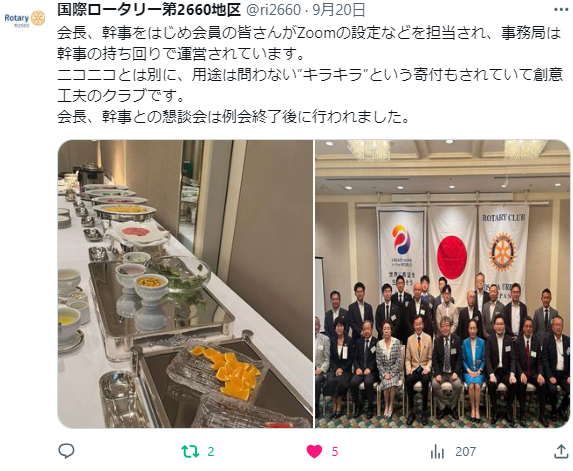 Rotary
国際ロータリー第2660地区 @ri2660・9月20日
会長、幹事をはじめ会員の皆さんがZoomの設定などを担当され、事務局は
幹事の持ち回りで運営されています。
ニコニコとは別に、用途は問わない”キラキラ”という寄付もされていて創意
工夫のクラブです。
会長、幹事との懇談会は例会終了後に行われました。
ROTARY CLUB
CREATE HOPE
in the WORLD
世界に希望を
2
5
207